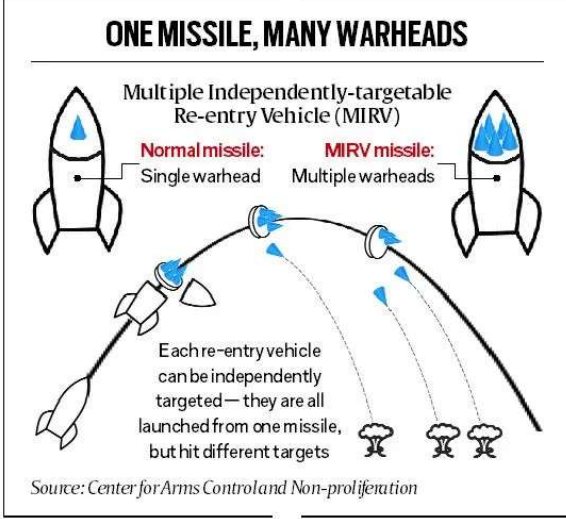 ONE MISSILE, MANY WARHEADS
Multiple Independently-targetable
Re-entry Vehicle (MIRV)
Normal missile:
Single warhead
MIRV missile:
Multiple warheads
Each re-entry vehicle
can be independently
targeted — they are all
launched from one missile,
but hit different targets
Source: Center for Arms Control and Non-proliferation